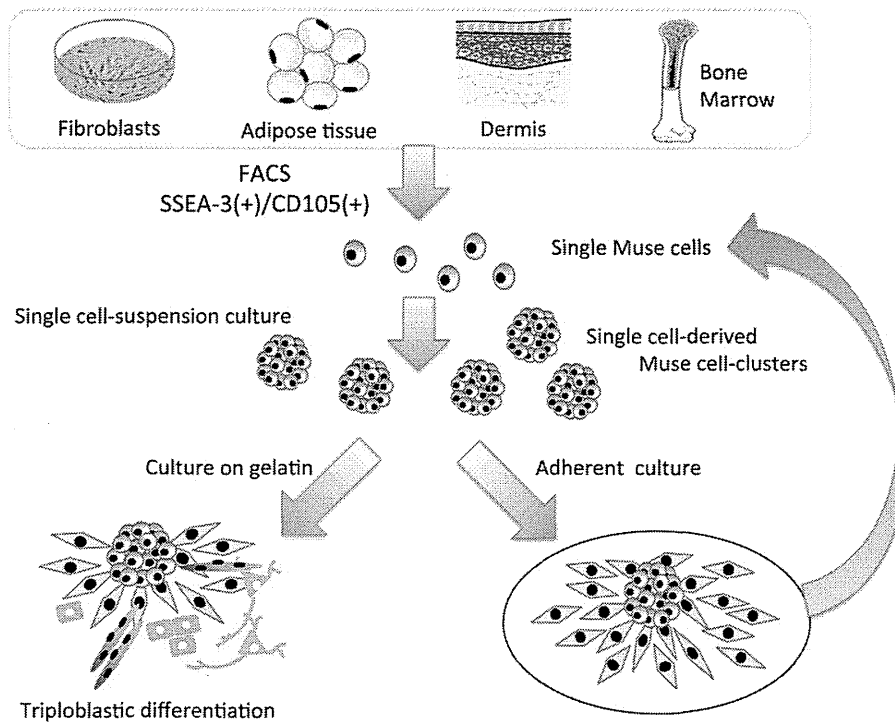 Fibroblasts
Adipose tissue
Dermis
Bone
Marrow
FACS
SSEA-3(+)/CD105(+)
Single Muse cells
Single cell-suspension culture
Single cell-derived
Muse cell-clusters
Culture on gelatin
Adherent culture
Triploblastic differentiation